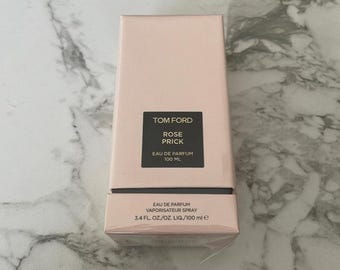 TOM FORD
ROSE
PRICK
EAU DE PARFUM
100 ML
EAU DE PARFUM
VAPORISATEUR SPRAY
3.4 FL. OZ./OZ. LIQ./100 ml ℮